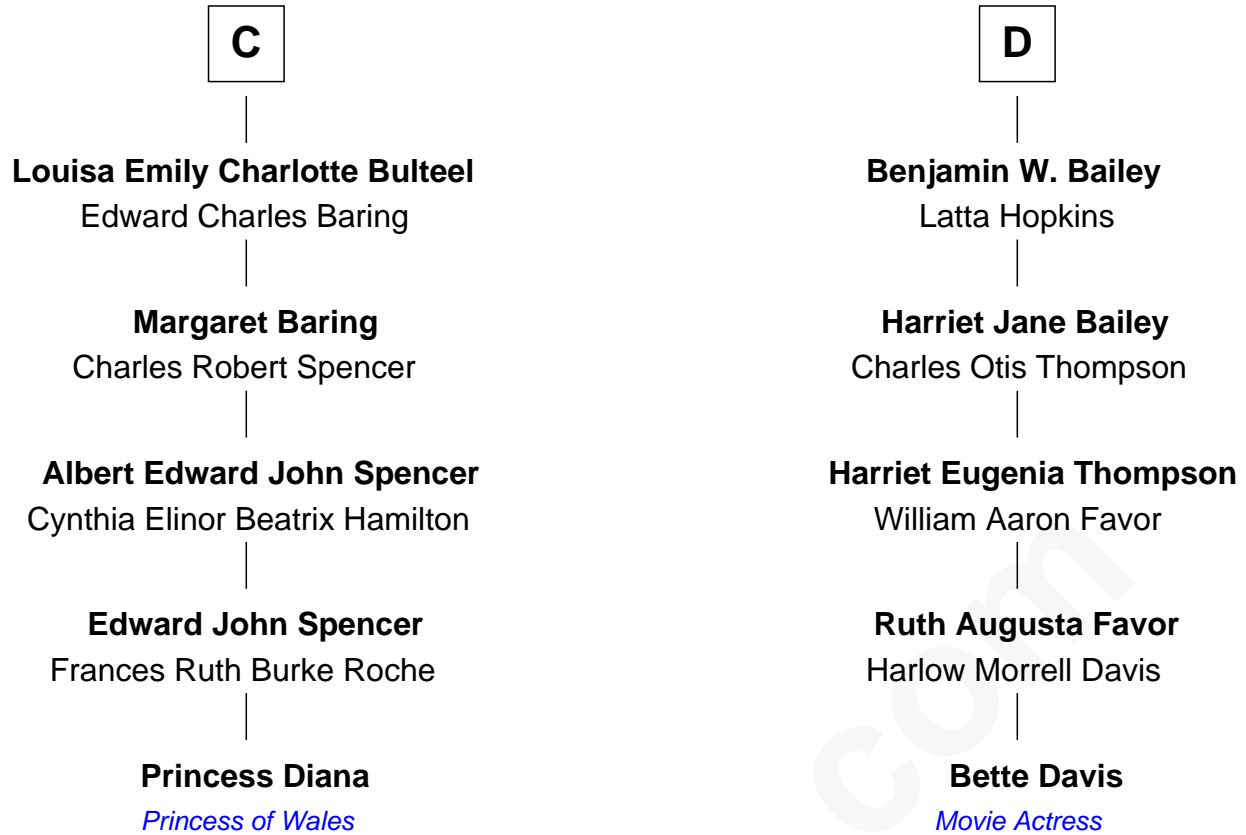 C
Louisa Emily Charlotte Bulteel
Edward Charles Baring
Margaret Baring
Charles Robert Spencer
Albert Edward John Spencer
Cynthia Elinor Beatrix Hamilton
Edward John Spencer
Frances Ruth Burke Roche
Princess Diana
Princess of Wales
D
Benjamin W. Bailey
Latta Hopkins
Harriet Jane Bailey
Charles Otis Thompson
Harriet Eugenia Thompson
William Aaron Favor
Ruth Augusta Favor
Harlow Morrell Davis
Bette Davis
Movie Actress
com